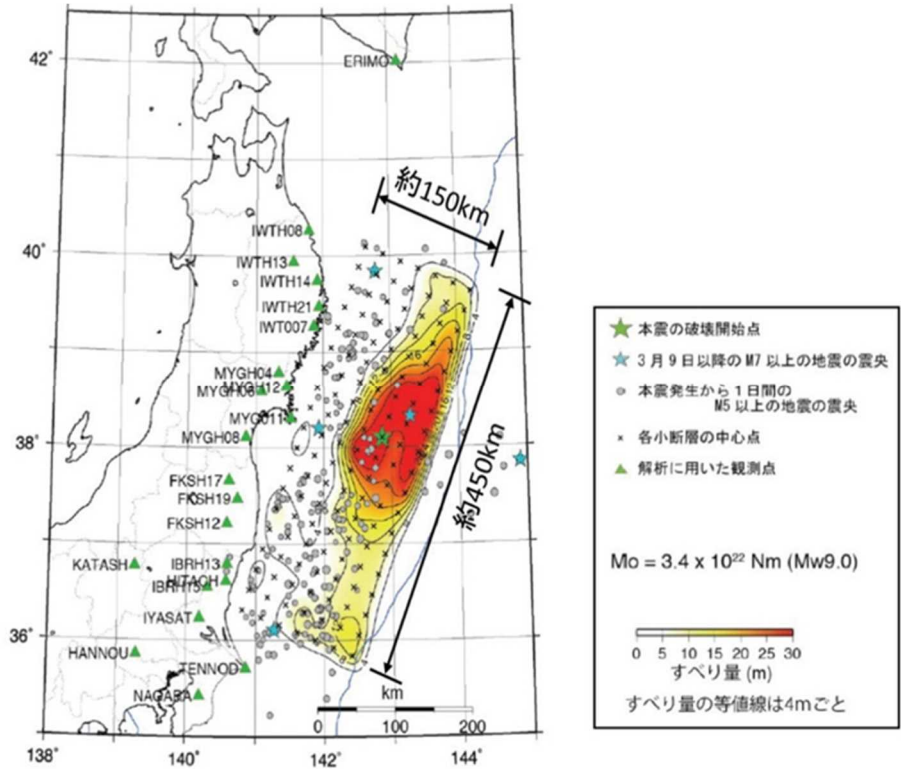 42˚
ERIMO
約150km
40˚
IWTH08
IWTH13
IWTH14
IWTH21
IWT007
MYGH04
MYGH12
MYG011
38˚
MYGH08
約450km
FKSH17
FKSH19
FKSH12
KATASH
IBRH13
HITACH
IYASAT
36˚
HANNOU
TENNOD
NAGARA
km
0
100
200
138˚
140˚
142˚
144˚
本震の破壊開始点
3月9日以降のM7以上の地震の震央
本震発生から1日間の
M5以上の地震の震央
各小断層の中心点
解析に用いた観測点
Mo = 3.4 x 10²² Nm (Mw9.0)
0 5 10 15 20 25 30
すべり量 (m)
すべり量の等値線は4mごと